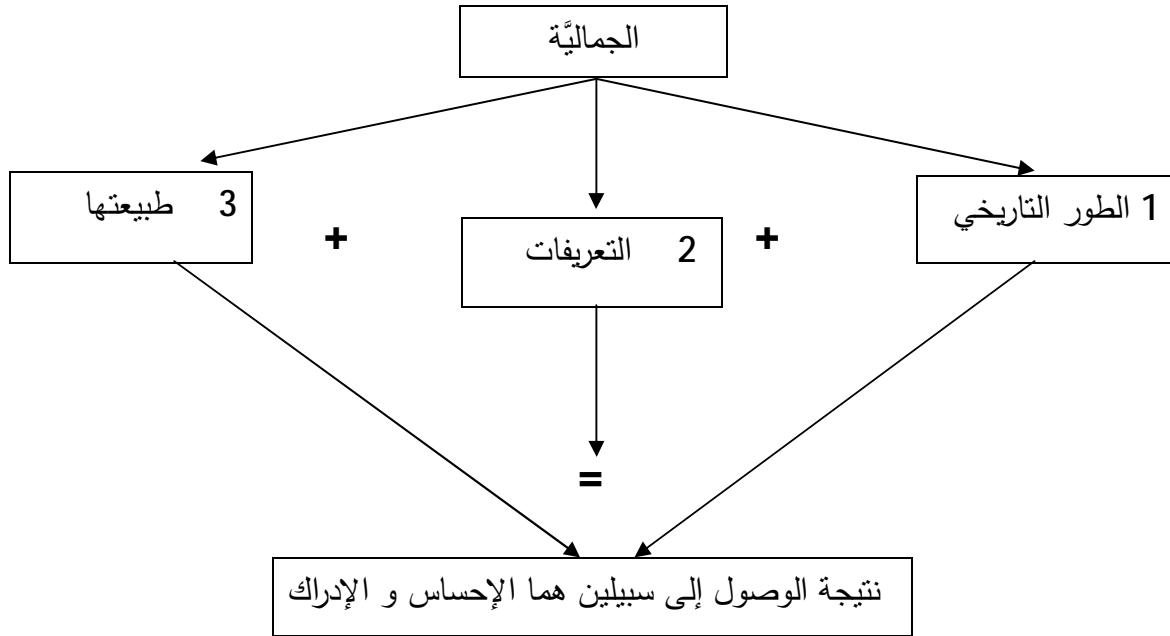 الجماليَّة
1 الطور التاريخي
+
2 التعريفات
+
3 طبيعتها
=
نتيجة الوصول إلى سبيلين هما الإحساس و الإدراك